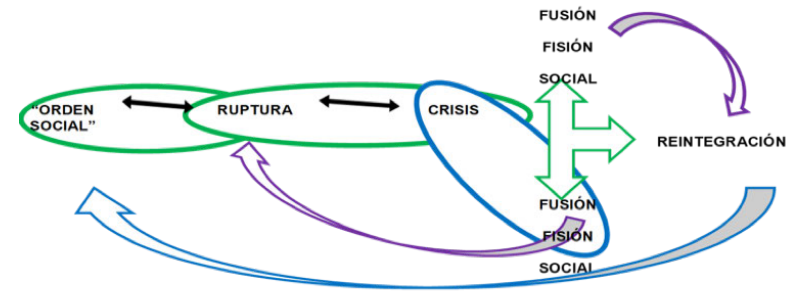 FUSIÓN
FISIÓN
SOCIAL
“ORDEN
SOCIAL”
RUPTURA
CRISIS
REINTEGRACIÓN
FUSIÓN
FISIÓN
SOCIAL